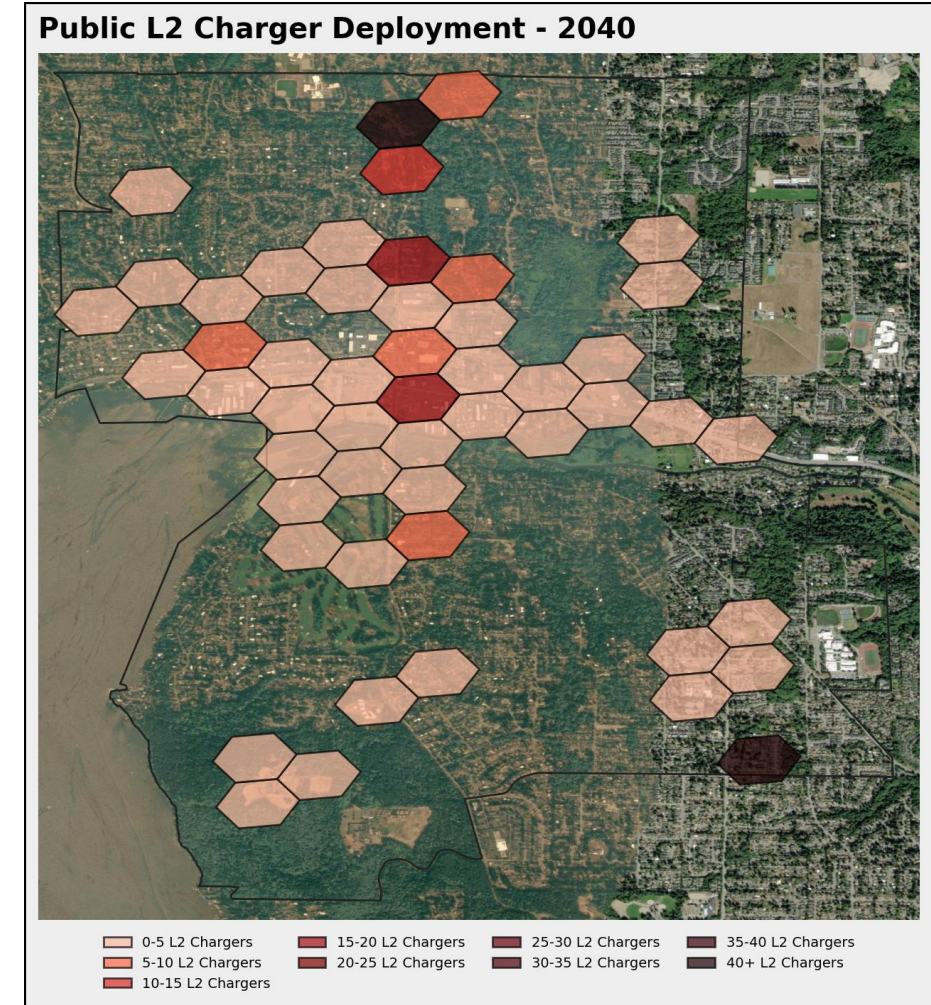 Public L2 Charger Deployment - 2040
0-5 L2 Chargers
5-10 L2 Chargers
10-15 L2 Chargers
15-20 L2 Chargers
20-25 L2 Chargers
25-30 L2 Chargers
30-35 L2 Chargers
35-40 L2 Chargers
40+ L2 Chargers